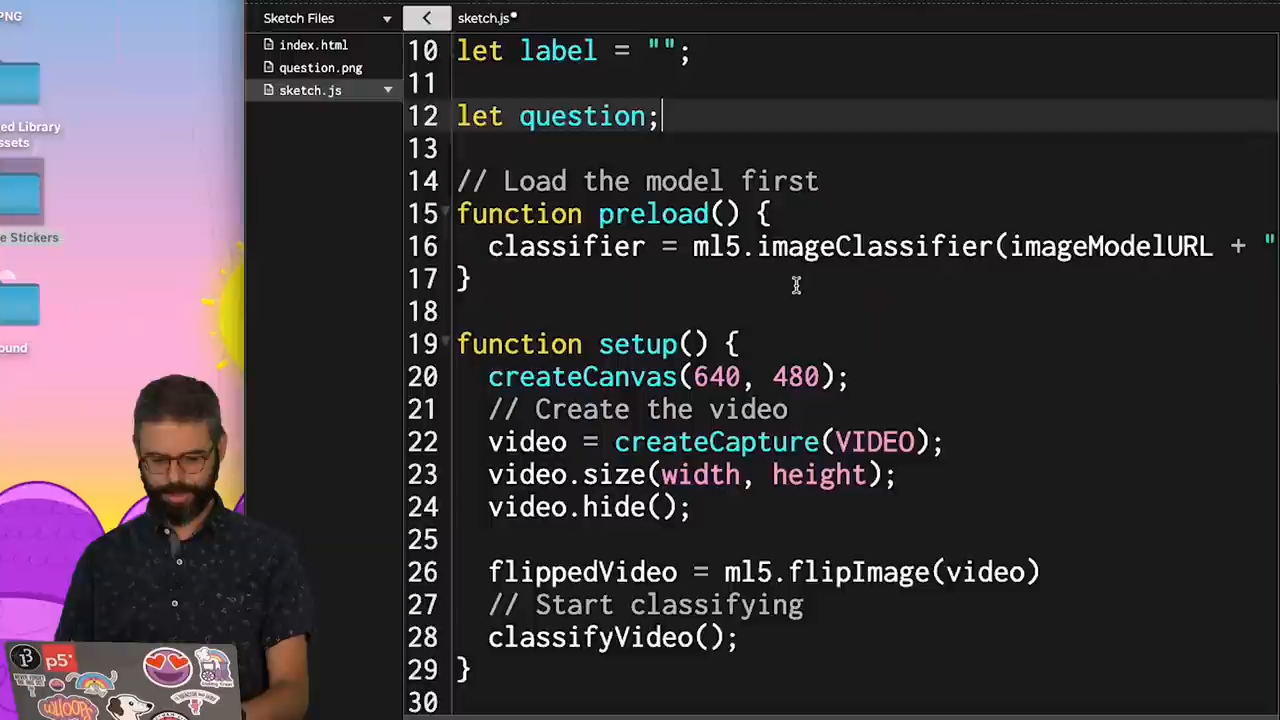 PNG
ed Library
ssets
e Stickers
ound
Sketch Files
index.html
question.png
sketch.js
sketch.js•
10 let label = "";
11
12 let question;
13
14 // Load the model first
15 function preload() {
16 classifier = ml5.imageClassifier(imageModelURL + "
17 }
18
19 function setup() {
20 createCanvas(640, 480);
21 // Create the video
22 video = createCapture(VIDEO);
23 video.size(width, height);
24 video.hide();
25
26 flippedVideo = ml5.flipImage(video)
27 // Start classifying
28 classifyVideo();
29 }
30
p5*
WHOOP